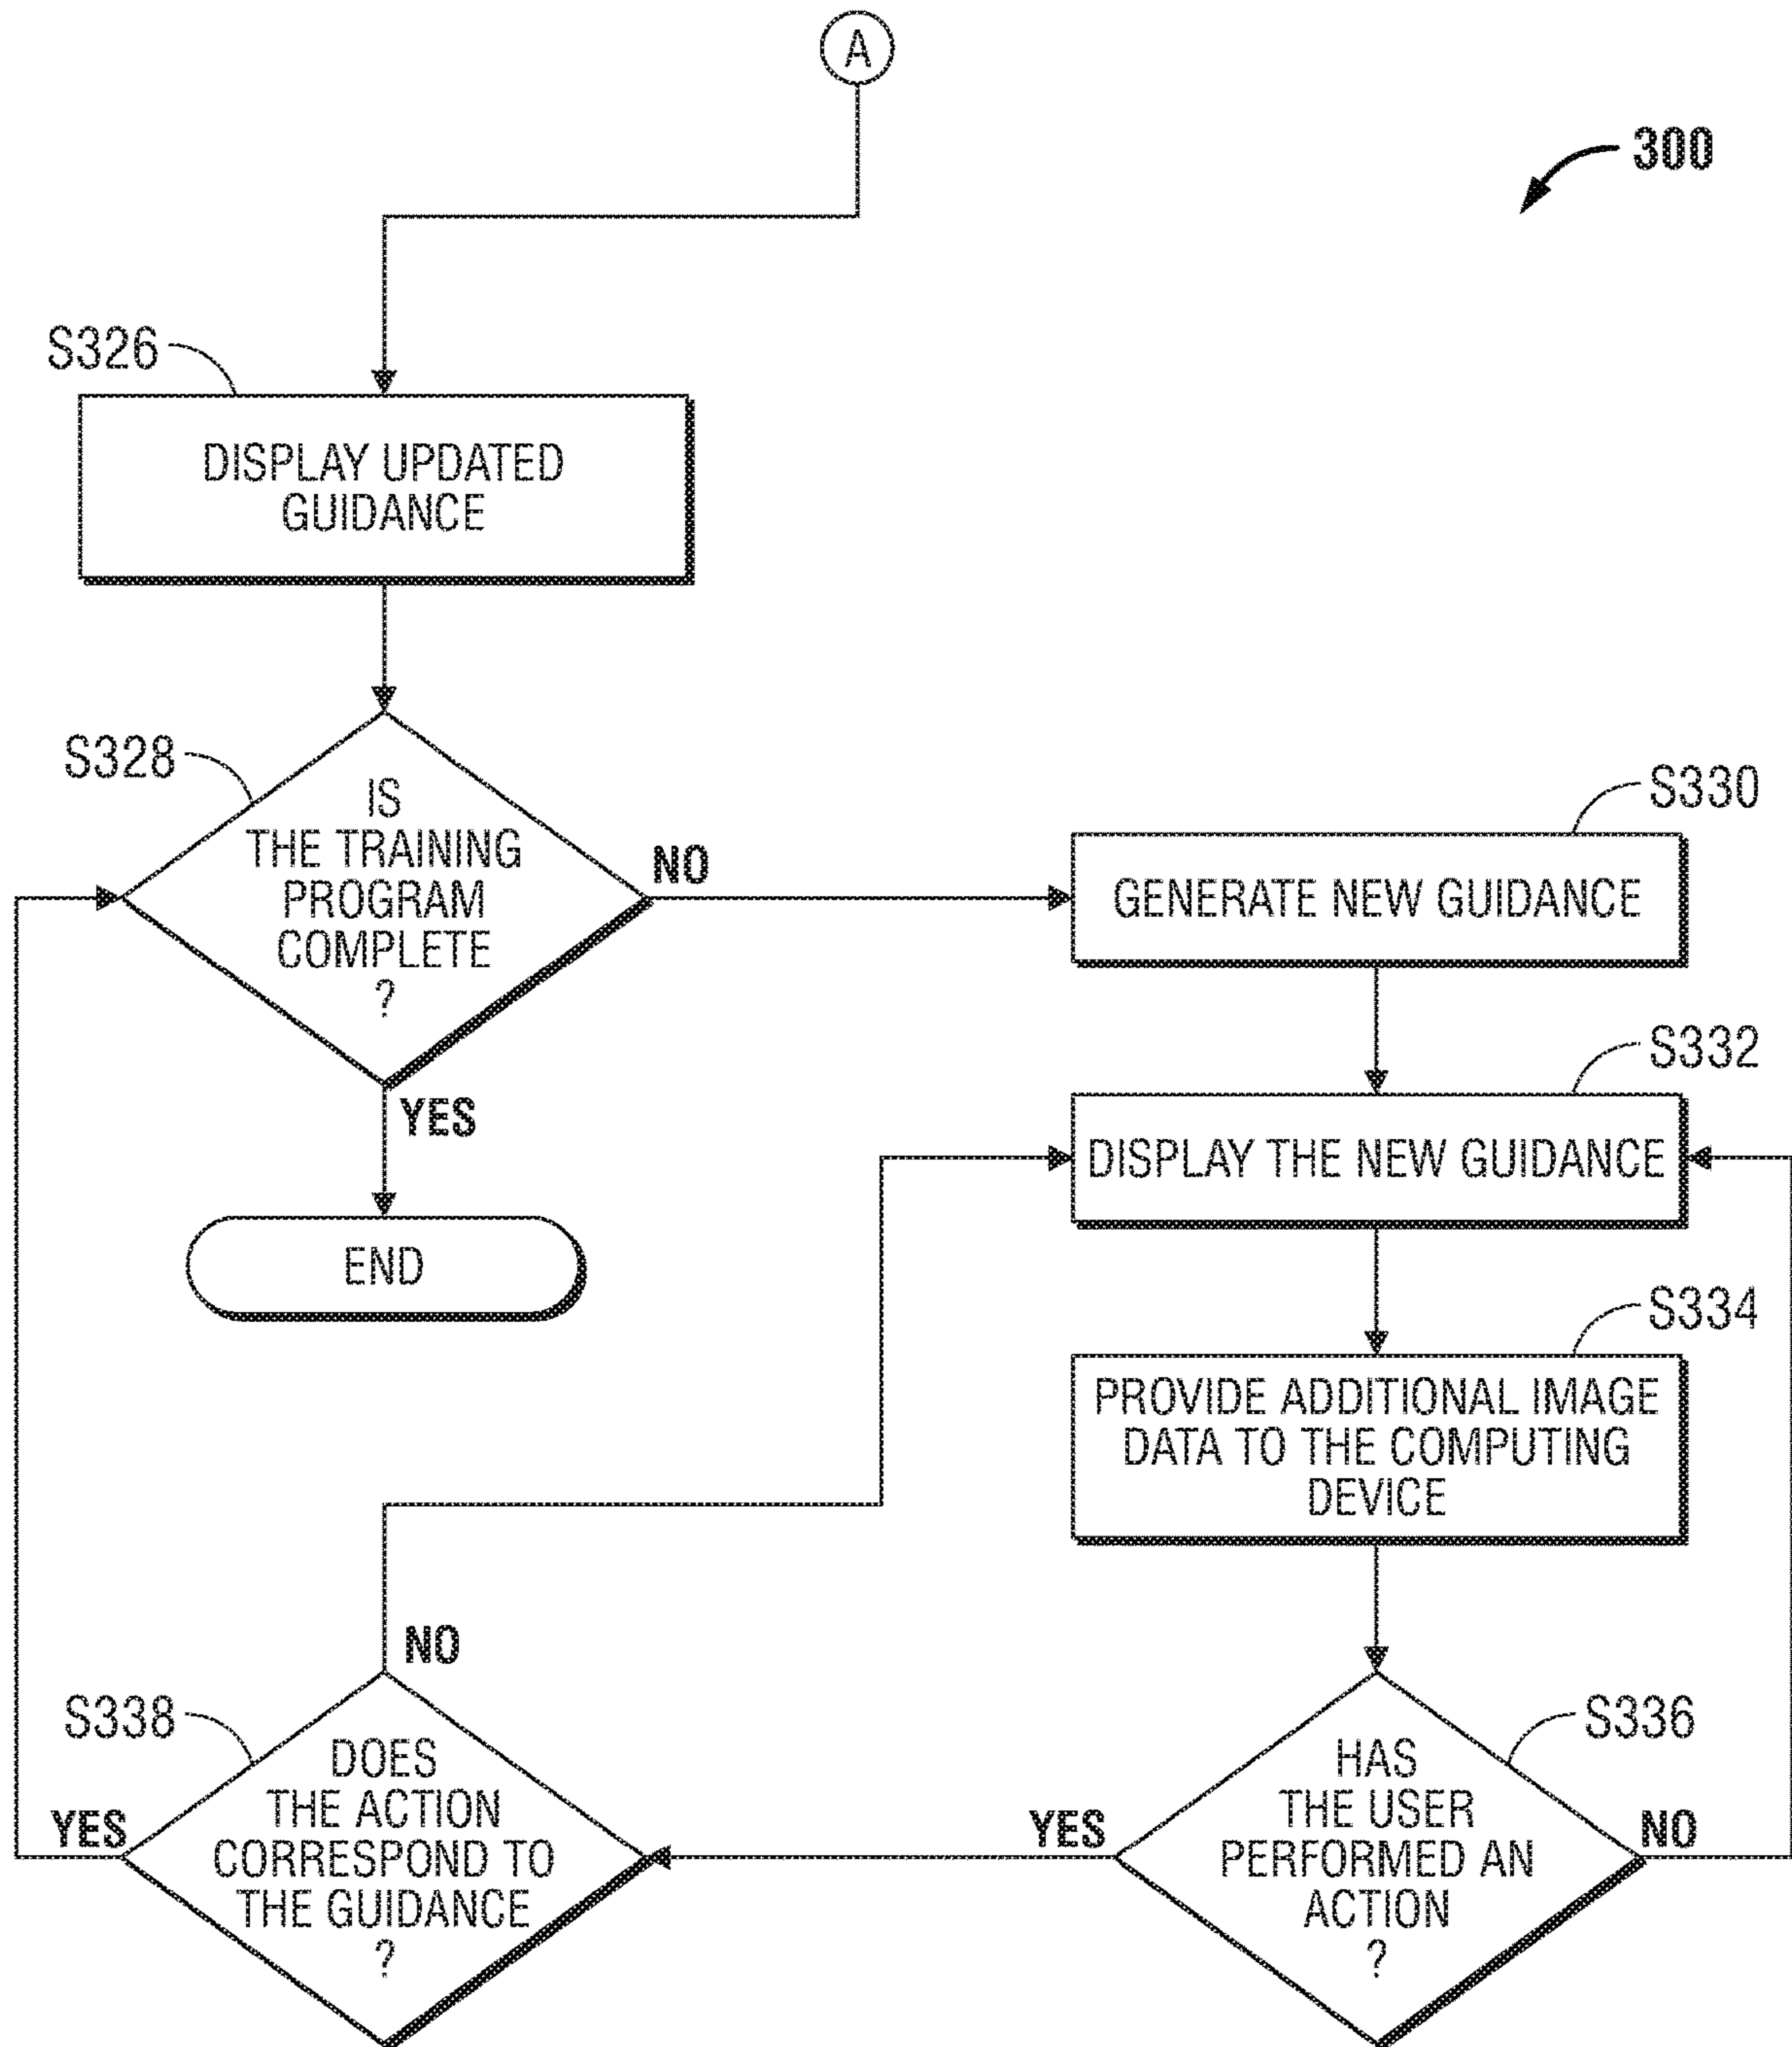 A
300
S326
DISPLAY UPDATED
GUIDANCE
S328
IS
THE TRAINING
PROGRAM
COMPLETE
?
NO
YES
END
S330
GENERATE NEW GUIDANCE
S332
DISPLAY THE NEW GUIDANCE
S334
PROVIDE ADDITIONAL IMAGE
DATA TO THE COMPUTING
DEVICE
S336
HAS
THE USER
PERFORMED AN
ACTION
?
NO
YES
S338
DOES
THE ACTION
CORRESPOND TO
THE GUIDANCE
?
NO
YES